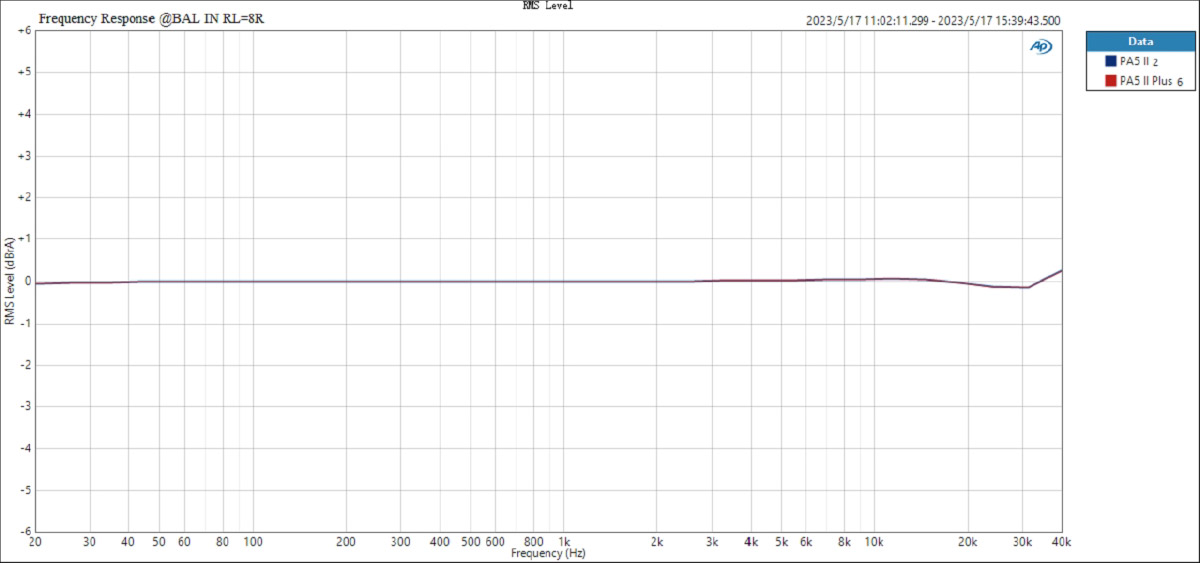 RMS Level
Frequency Response @BAL IN RL=8R
2023/5/17 11:02:11.299 - 2023/5/17 15:39:43.500
AP
Data
PA5 II 2
PA5 II Plus 6
+6
+5
+4
+3
+2
+1
0
-1
-2
-3
-4
-5
-6
RMS Level (dBrA)
20 30 40 50 60 80 100 200 300 400 500 600 800 1k 2k 3k 4k 5k 6k 8k 10k 20k 30k 40k
Frequency (Hz)